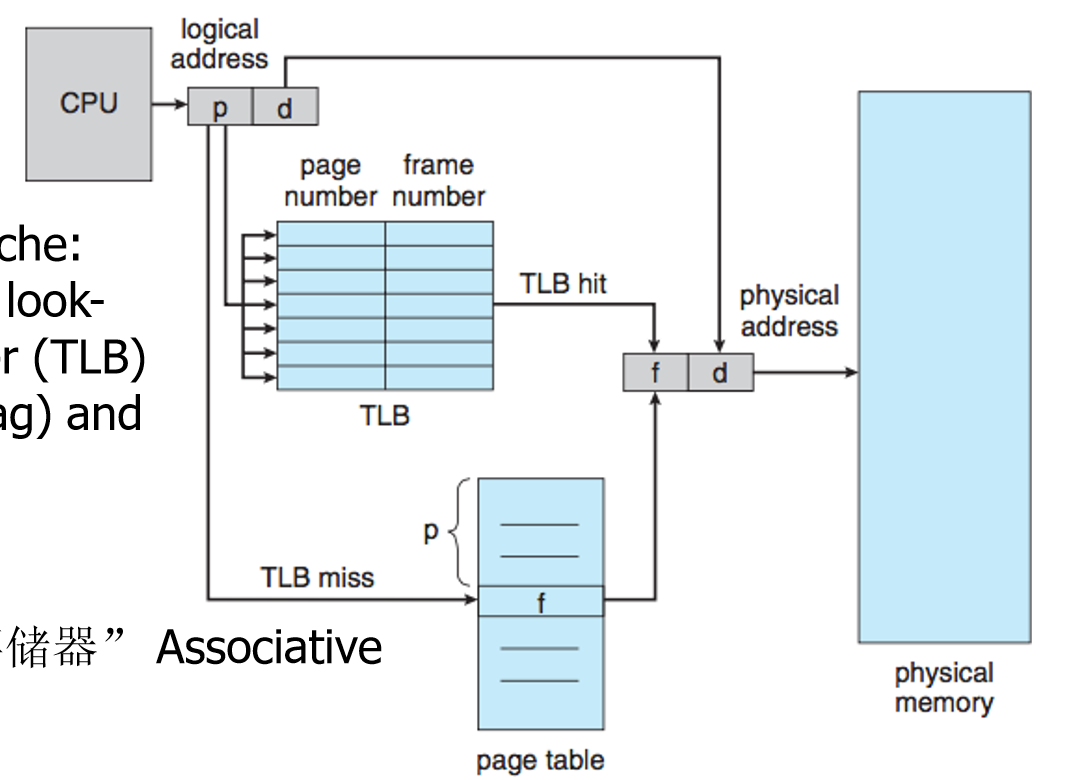 logical
address
CPU
p d
page frame
number number
che:
look-
r (TLB)
ag) and
TLB hit
physical
address
f d
TLB
p
TLB miss
f
储器” Associative
physical
memory
page table